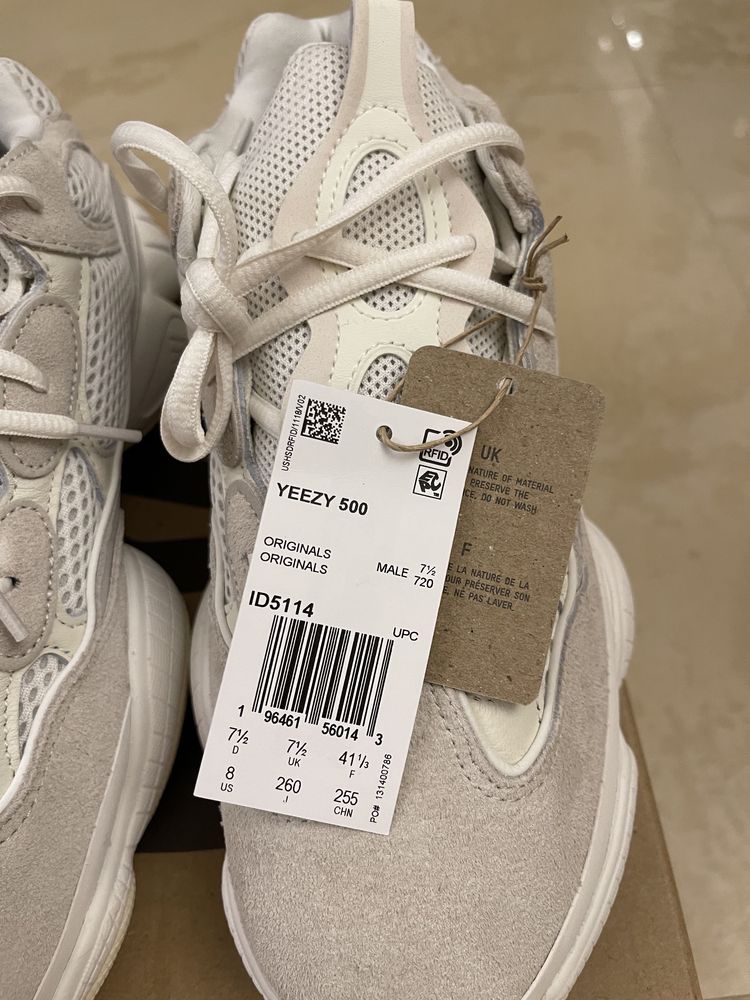 USHSDRFID/1118/V02
RFID
YEEZY 500
ORIGINALS
ORIGINALS
MALE 7½
720
ID5114
UPC
1 96461 56014 3
7½ 7½ 41⅓
D UK F
8 260 255
US J CHN
PO# 131400786
UK
NATURE OF MATERIAL
PRESERVE THE
DO NOT WASH
F
LA NATURE DE LA
POUR PRÉSERVER SON
NE PAS LAVER.